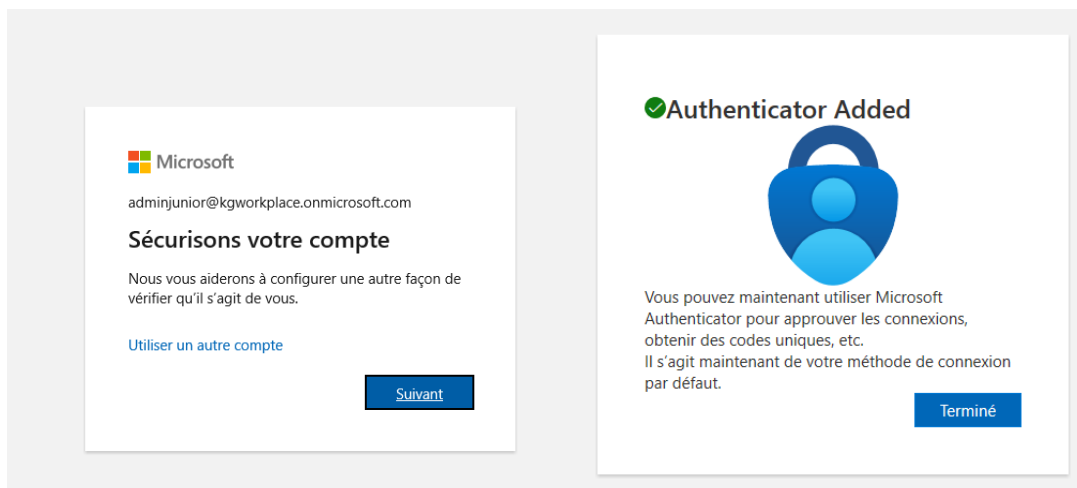 Microsoft
adminjunior@kgworkplace.onmicrosoft.com
Sécurisons votre compte
Nous vous aiderons à configurer une autre façon de
vérifier qu'il s'agit de vous.
Utiliser un autre compte
Suivant
Authenticator Added
Vous pouvez maintenant utiliser Microsoft
Authenticator pour approuver les connexions,
obtenir des codes uniques, etc.
Il s'agit maintenant de votre méthode de connexion
par défaut.
Terminé